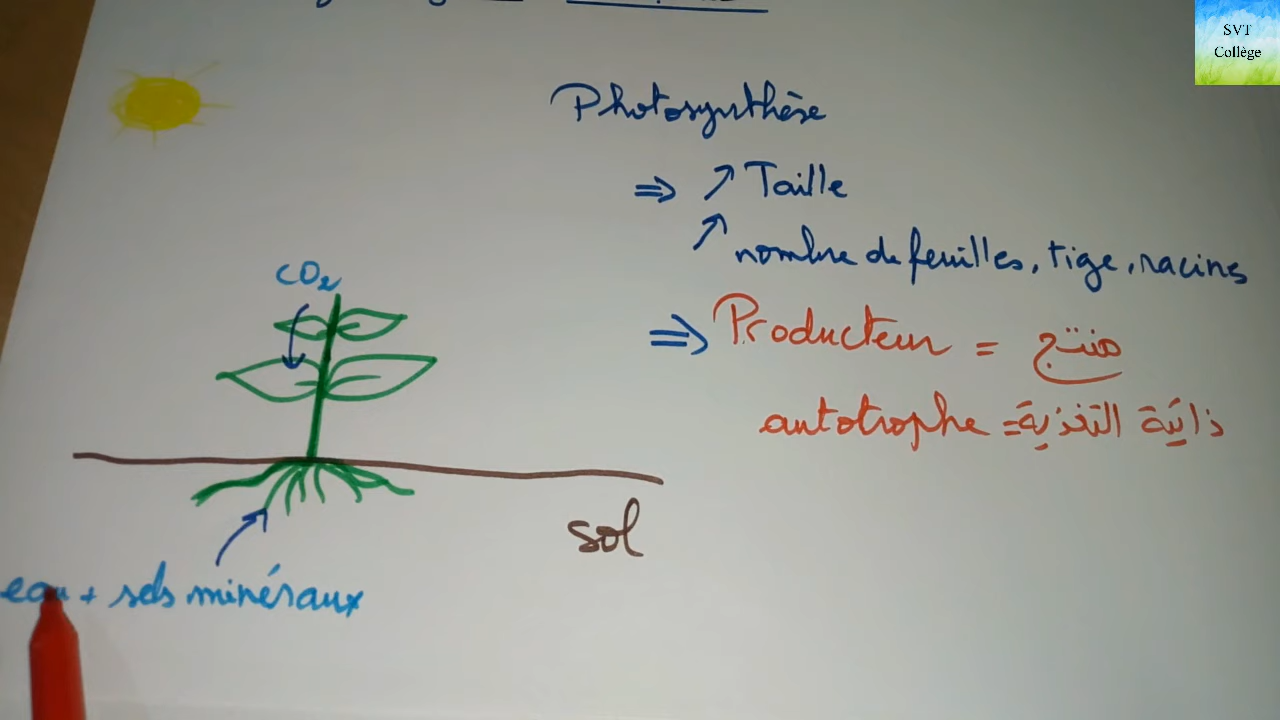 SVT
Collège
Photosynthèse
⇒ ↗ Taille
↗ nombre de feuilles, tige, racines
CO₂
⇒ Producteur = منتج
autotrophe = ذاتية التغذية
sol
eau + sels minéraux